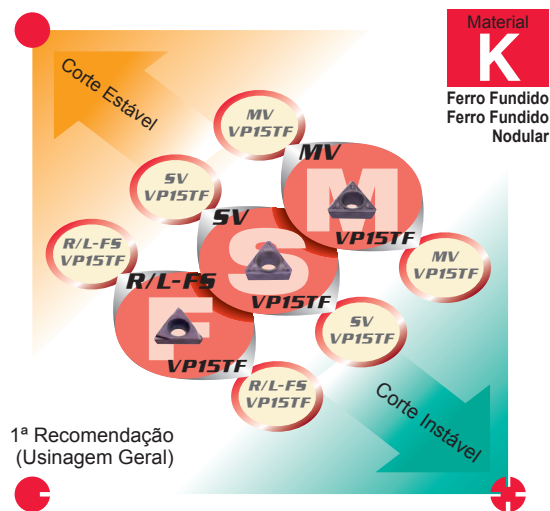 Material
K
Ferro Fundido
Ferro Fundido
Nodular
Corte Estável
MV
VP15TF
SV
VP15TF
R/L-FS
VP15TF
MV
M
VP15TF
SV
S
VP15TF
R/L-FS
F
VP15TF
MV
VP15TF
SV
VP15TF
R/L-FS
VP15TF
Corte Instável
1ª Recomendação
(Usinagem Geral)